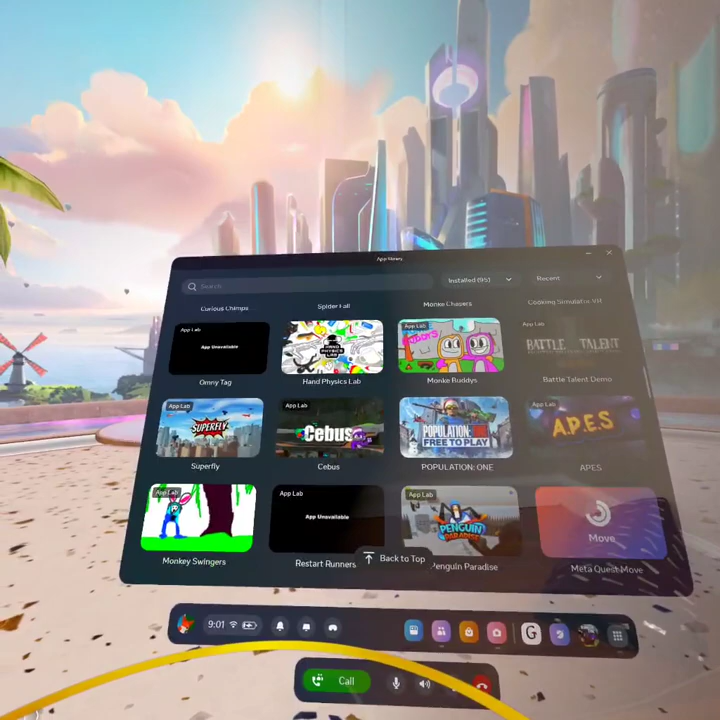 App library
Search
Installed (95)
Recent
Curious Chimps
Spider Fall
Monke Chasers
Cooking Simulator VR
App Lab
App Unavailable
Omny Tag
HAND
PHYSICS
LAB
Hand Physics Lab
App Lab
BUDDYS
Monke Buddys
App Lab
BATTLE TALENT
Battle Talent Demo
App Lab
SUPERFLY
Superfly
App Lab
Cebus
Cebus
POPULATION: ONE
FREE TO PLAY
POPULATION: ONE
App Lab
A.P.E.S
APES
App Lab
Monkey Swingers
App Lab
App Unavailable
Restart Runners
App Lab
PENGUIN
PARADISE
Penguin Paradise
Move
Meta Quest Move
Back to Top
9:01
G
Call